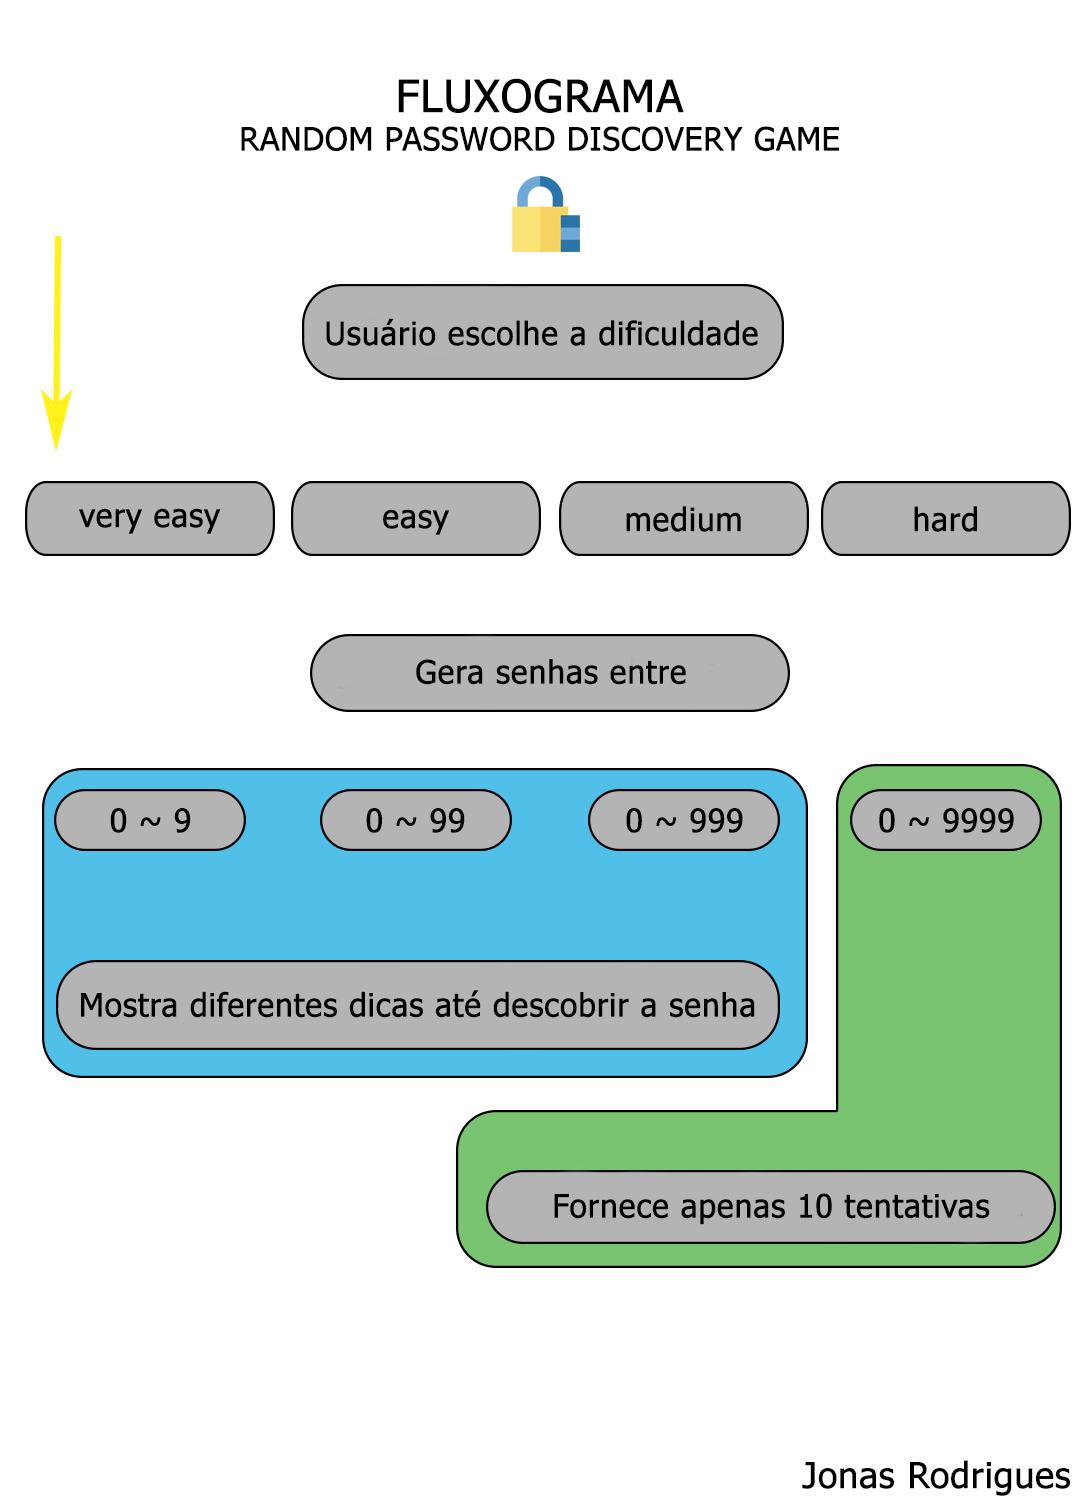 FLUXOGRAMA
RANDOM PASSWORD DISCOVERY GAME
Usuário escolhe a dificuldade
very easy
easy
medium
hard
Gera senhas entre
0 ~ 9
0 ~ 99
0 ~ 999
0 ~ 9999
Mostra diferentes dicas até descobrir a senha
Fornece apenas 10 tentativas
Jonas Rodrigues